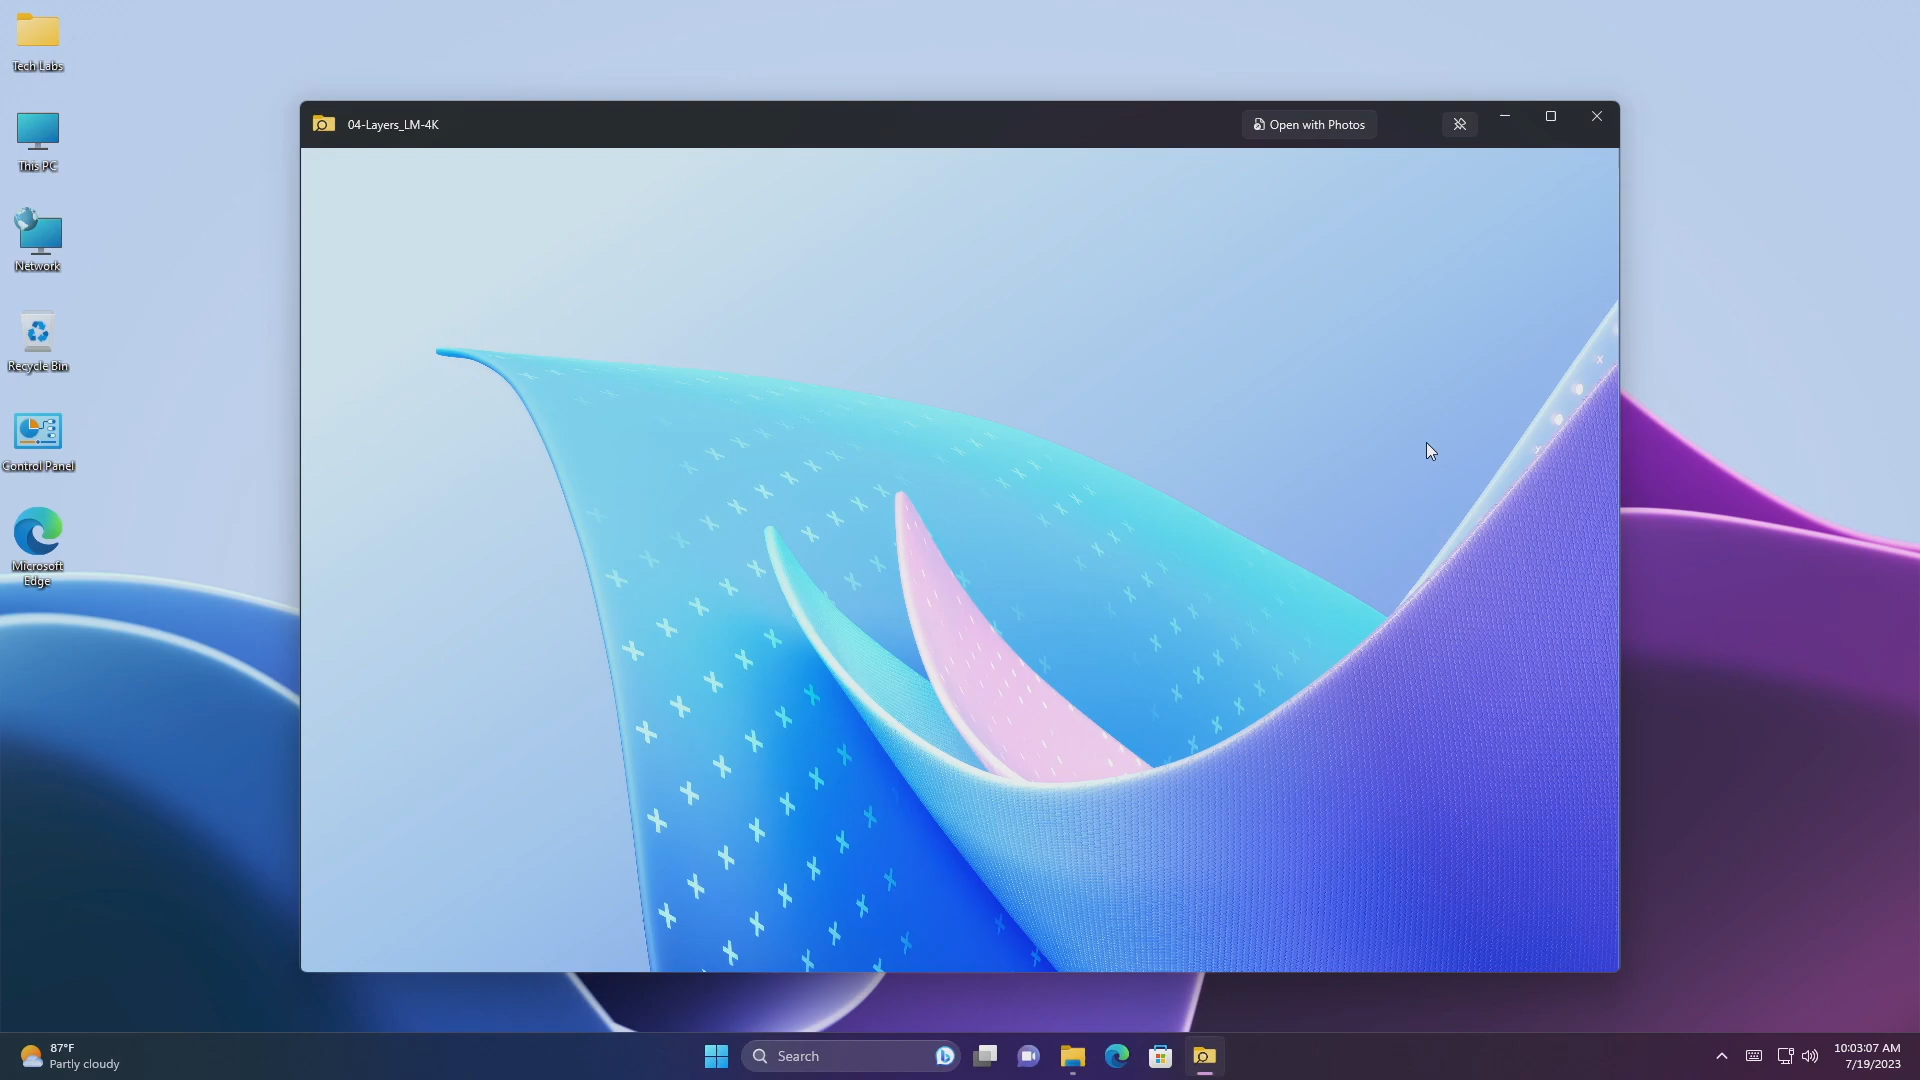 Tech Labs
This PC
Network
Recycle Bin
Control Panel
Microsoft
Edge
04-Layers_LM-4K
Open with Photos
87°F
Partly cloudy
Search
10:03:07 AM
7/19/2023